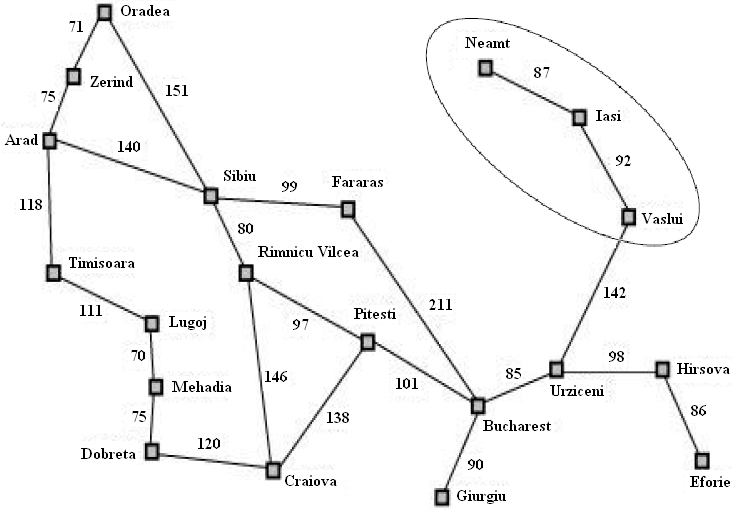 71
Oradea
Neamt
87
Zerind
75
151
Iasi
Arad
140
92
Sibiu
99
Fararas
118
Vaslui
80
Rimnicu Vilcea
Timisoara
142
111
211
97
Pitesti
Lugoj
70
98
Hirsova
85
146
101
Urziceni
Mehadia
75
138
86
Bucharest
120
Dobreta
90
Craiova
Eforie
Giurgiu